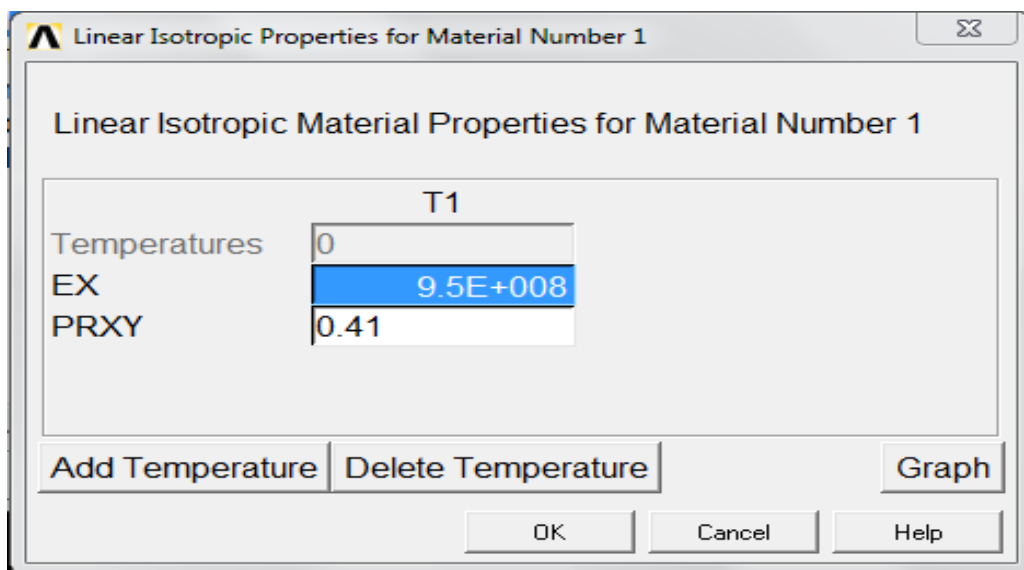 Linear Isotropic Properties for Material Number 1
Linear Isotropic Material Properties for Material Number 1
T1
Temperatures 0
EX 9.5E+008
PRXY 0.41
Add Temperature Delete Temperature Graph
OK Cancel Help